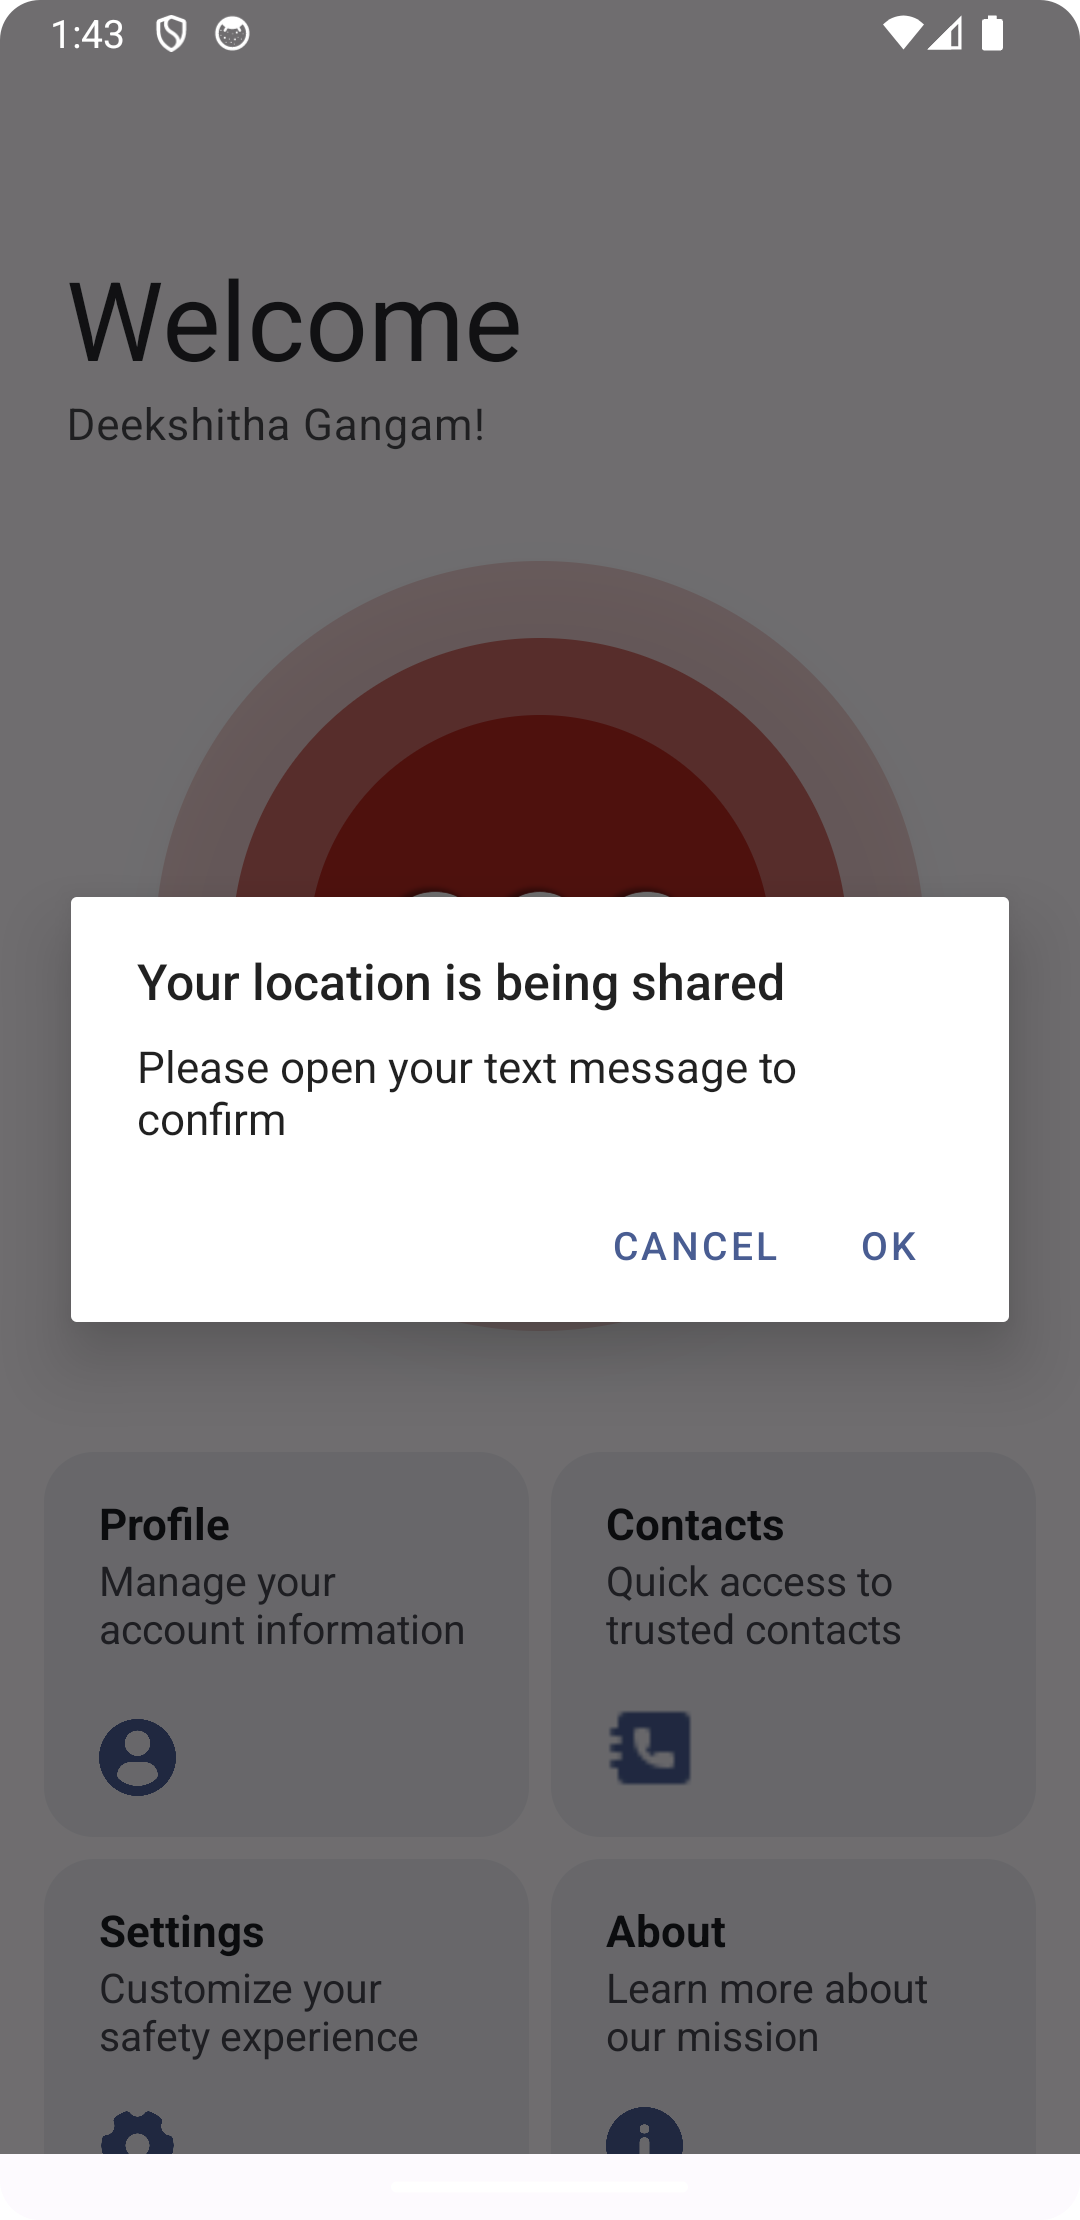 1:43
Welcome
Deekshitha Gangam!
Your location is being shared
Please open your text message to
confirm
CANCEL
OK
Profile
Manage your
account information
Contacts
Quick access to
trusted contacts
Settings
Customize your
safety experience
About
Learn more about
our mission